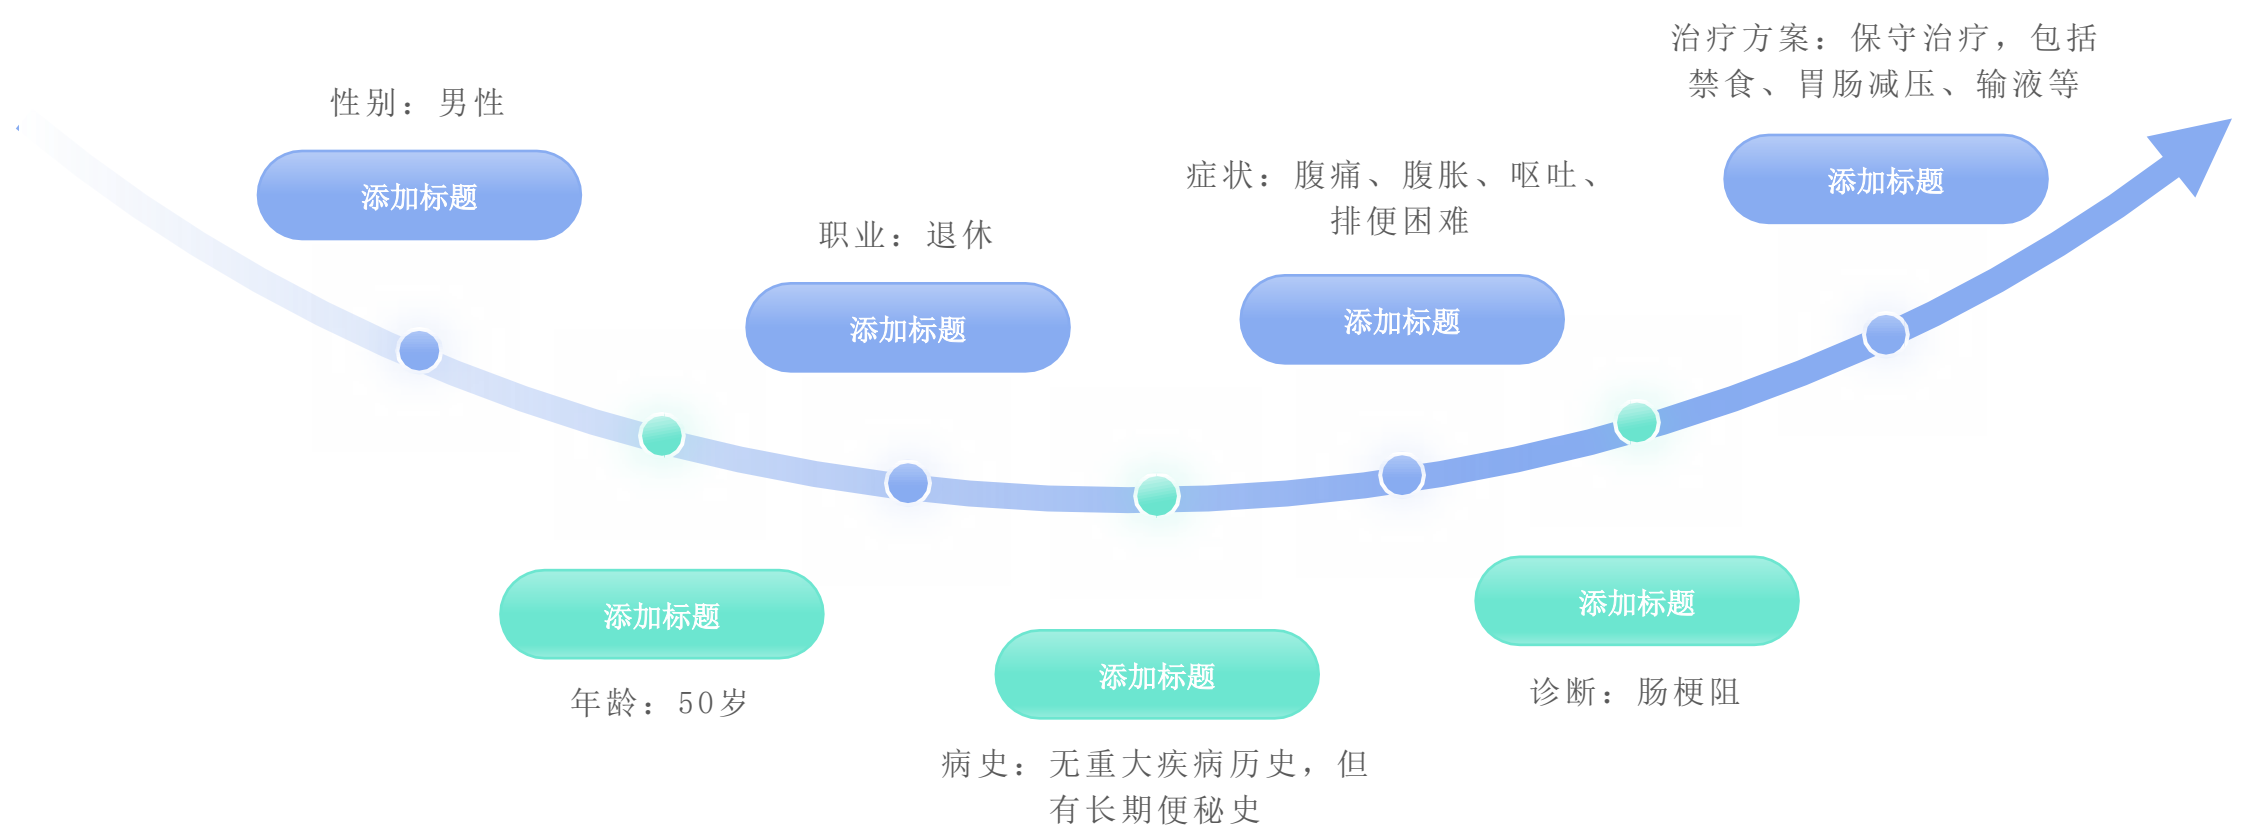 性别：男性
添加标题
添加标题
年龄：50岁
职业：退休
添加标题
添加标题
病史：无重大疾病历史，但
有长期便秘史
症状：腹痛、腹胀、呕吐、
排便困难
添加标题
添加标题
诊断：肠梗阻
治疗方案：保守治疗，包括
禁食、胃肠减压、输液等
添加标题